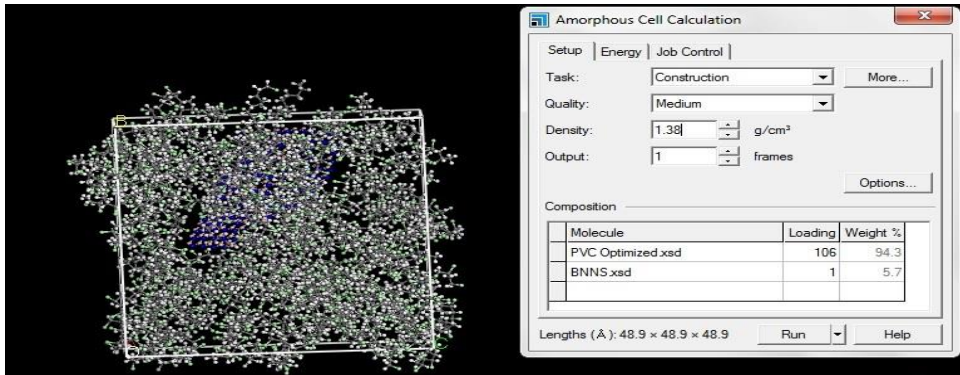 Amorphous Cell Calculation
Setup Energy Job Control
Task: Construction More...
Quality: Medium
Density: 1.38 g/cm³
Output: 1 frames
Options...
Composition
Molecule Loading Weight %
PVC Optimized.xsd 106 94.3
BNNS.xsd 1 5.7
Lengths (Å): 48.9 × 48.9 × 48.9 Run Help